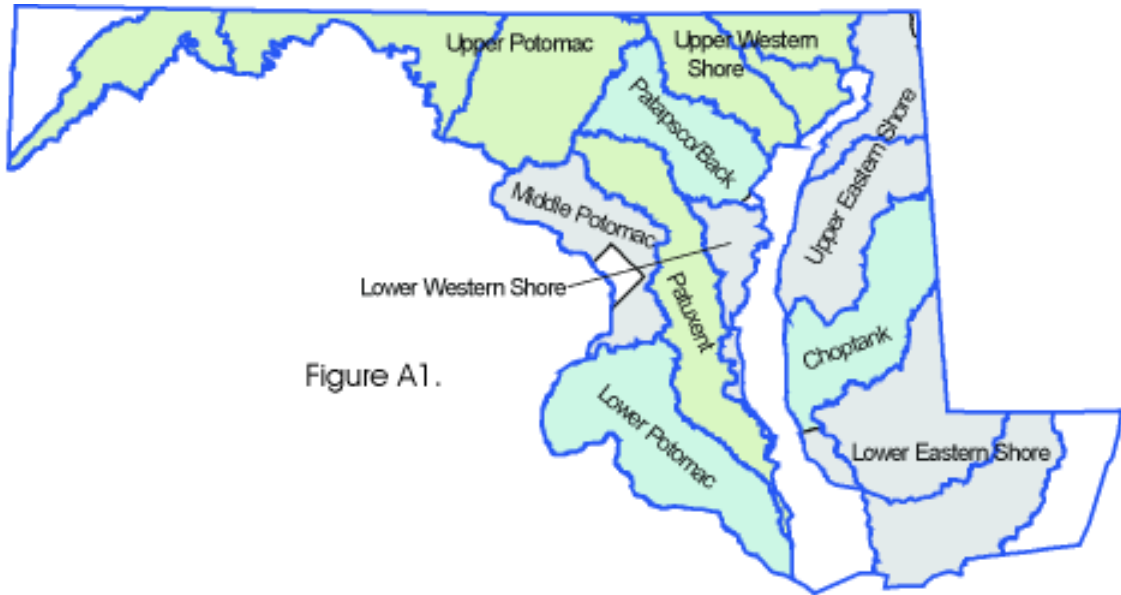 Upper Potomac
Upper Western
Shore
Patapsco/Back
Upper Eastern Shore
Middle Potomac
Lower Western Shore
Patuxent
Choptank
Figure A1.
Lower Potomac
Lower Eastern Shore